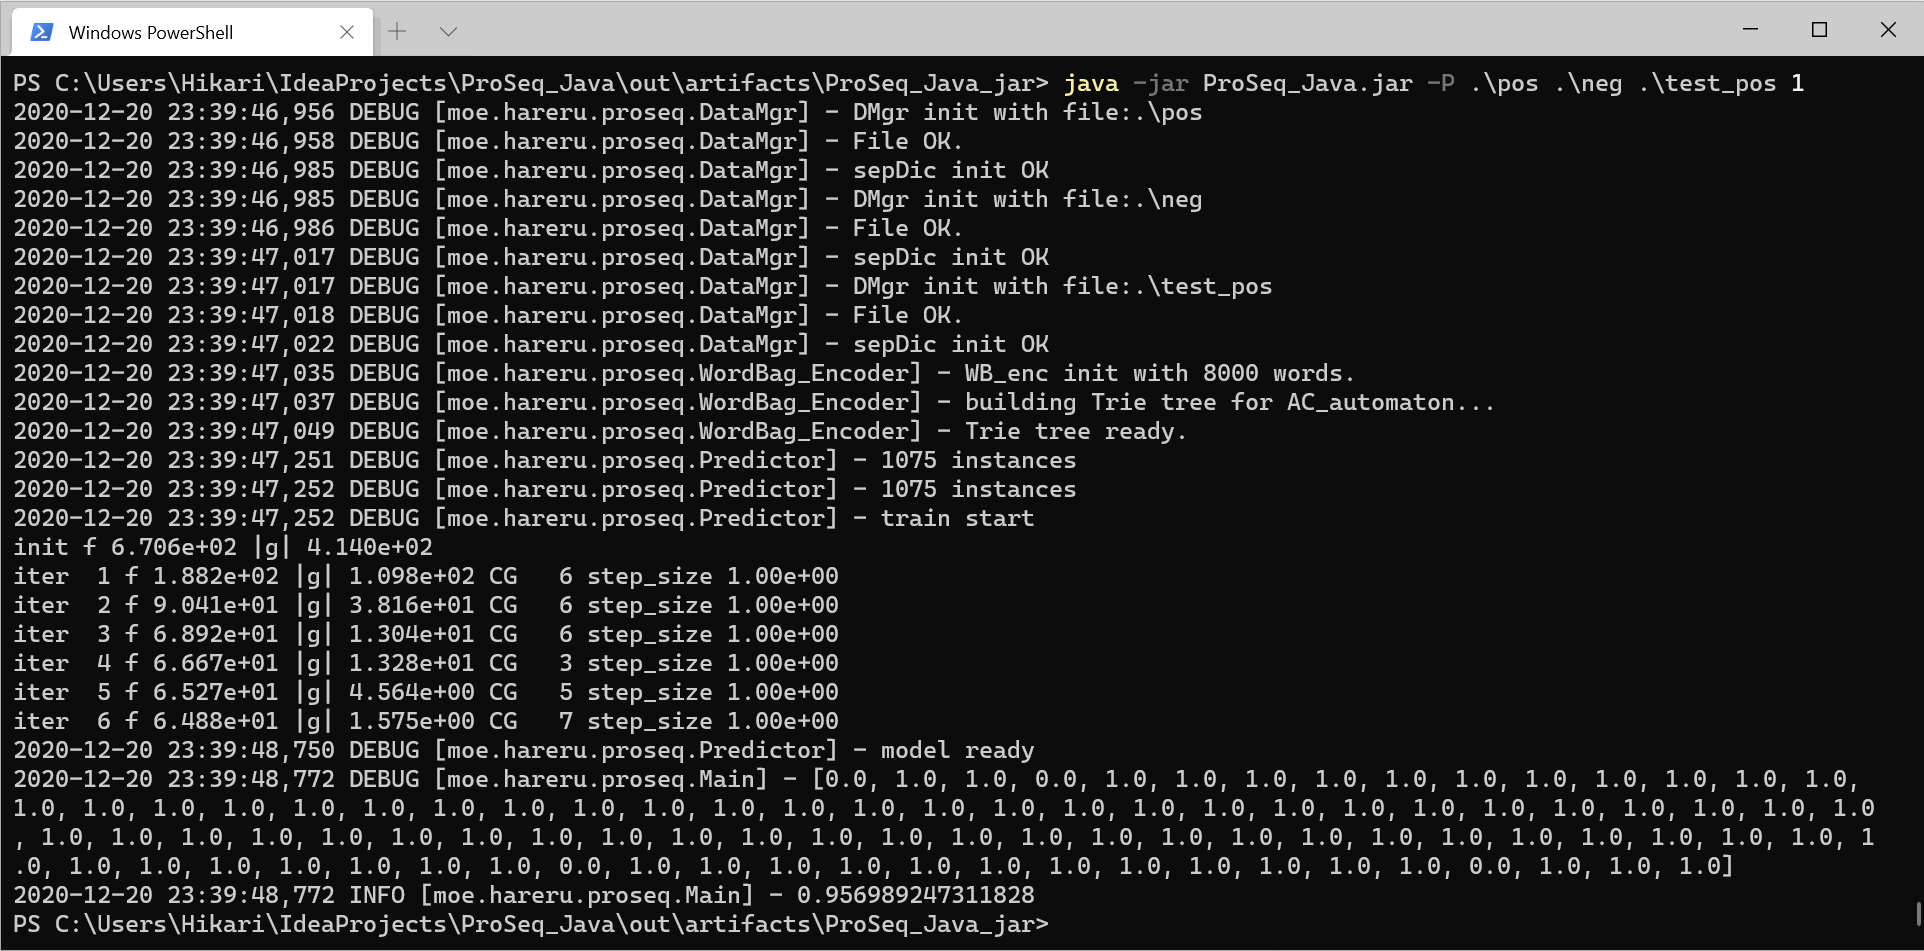 Windows PowerShell
PS C:\Users\Hikari\IdeaProjects\ProSeq_Java\out\artifacts\ProSeq_Java_jar> java -jar ProSeq_Java.jar -P .\pos .\neg .\test_pos 1
2020-12-20 23:39:46,956 DEBUG [moe.hareru.proseq.DataMgr] - DMgr init with file:.\pos
2020-12-20 23:39:46,958 DEBUG [moe.hareru.proseq.DataMgr] - File OK.
2020-12-20 23:39:46,985 DEBUG [moe.hareru.proseq.DataMgr] - sepDic init OK
2020-12-20 23:39:46,985 DEBUG [moe.hareru.proseq.DataMgr] - DMgr init with file:.\neg
2020-12-20 23:39:46,986 DEBUG [moe.hareru.proseq.DataMgr] - File OK.
2020-12-20 23:39:47,017 DEBUG [moe.hareru.proseq.DataMgr] - sepDic init OK
2020-12-20 23:39:47,017 DEBUG [moe.hareru.proseq.DataMgr] - DMgr init with file:.\test_pos
2020-12-20 23:39:47,018 DEBUG [moe.hareru.proseq.DataMgr] - File OK.
2020-12-20 23:39:47,022 DEBUG [moe.hareru.proseq.DataMgr] - sepDic init OK
2020-12-20 23:39:47,035 DEBUG [moe.hareru.proseq.WordBag_Encoder] - WB_enc init with 8000 words.
2020-12-20 23:39:47,037 DEBUG [moe.hareru.proseq.WordBag_Encoder] - building Trie tree for AC_automaton...
2020-12-20 23:39:47,049 DEBUG [moe.hareru.proseq.WordBag_Encoder] - Trie tree ready.
2020-12-20 23:39:47,251 DEBUG [moe.hareru.proseq.Predictor] - 1075 instances
2020-12-20 23:39:47,252 DEBUG [moe.hareru.proseq.Predictor] - 1075 instances
2020-12-20 23:39:47,252 DEBUG [moe.hareru.proseq.Predictor] - train start
init f 6.706e+02 |g| 4.140e+02
iter  1 f 1.882e+02 |g| 1.098e+02 CG   6 step_size 1.00e+00
iter  2 f 9.041e+01 |g| 3.816e+01 CG   6 step_size 1.00e+00
iter  3 f 6.892e+01 |g| 1.304e+01 CG   6 step_size 1.00e+00
iter  4 f 6.667e+01 |g| 1.328e+01 CG   3 step_size 1.00e+00
iter  5 f 6.527e+01 |g| 4.564e+00 CG   5 step_size 1.00e+00
iter  6 f 6.488e+01 |g| 1.575e+00 CG   7 step_size 1.00e+00
2020-12-20 23:39:48,750 DEBUG [moe.hareru.proseq.Predictor] - model ready
2020-12-20 23:39:48,772 DEBUG [moe.hareru.proseq.Main] - [0.0, 1.0, 1.0, 0.0, 1.0, 1.0, 1.0, 1.0, 1.0, 1.0, 1.0, 1.0, 1.0, 1.0, 1.0,
1.0, 1.0, 1.0, 1.0, 1.0, 1.0, 1.0, 1.0, 1.0, 1.0, 1.0, 1.0, 1.0, 1.0, 1.0, 1.0, 1.0, 1.0, 1.0, 1.0, 1.0, 1.0, 1.0, 1.0, 1.0, 1.0, 1.0
, 1.0, 1.0, 1.0, 1.0, 1.0, 1.0, 1.0, 1.0, 1.0, 1.0, 1.0, 1.0, 1.0, 1.0, 1.0, 1.0, 1.0, 1.0, 1.0, 1.0, 1.0, 1.0, 1.0, 1.0, 1.0, 1.0, 1
.0, 1.0, 1.0, 1.0, 1.0, 1.0, 1.0, 1.0, 0.0, 1.0, 1.0, 1.0, 1.0, 1.0, 1.0, 1.0, 1.0, 1.0, 1.0, 1.0, 1.0, 0.0, 1.0, 1.0, 1.0]
2020-12-20 23:39:48,772 INFO [moe.hareru.proseq.Main] - 0.956989247311828
PS C:\Users\Hikari\IdeaProjects\ProSeq_Java\out\artifacts\ProSeq_Java_jar>